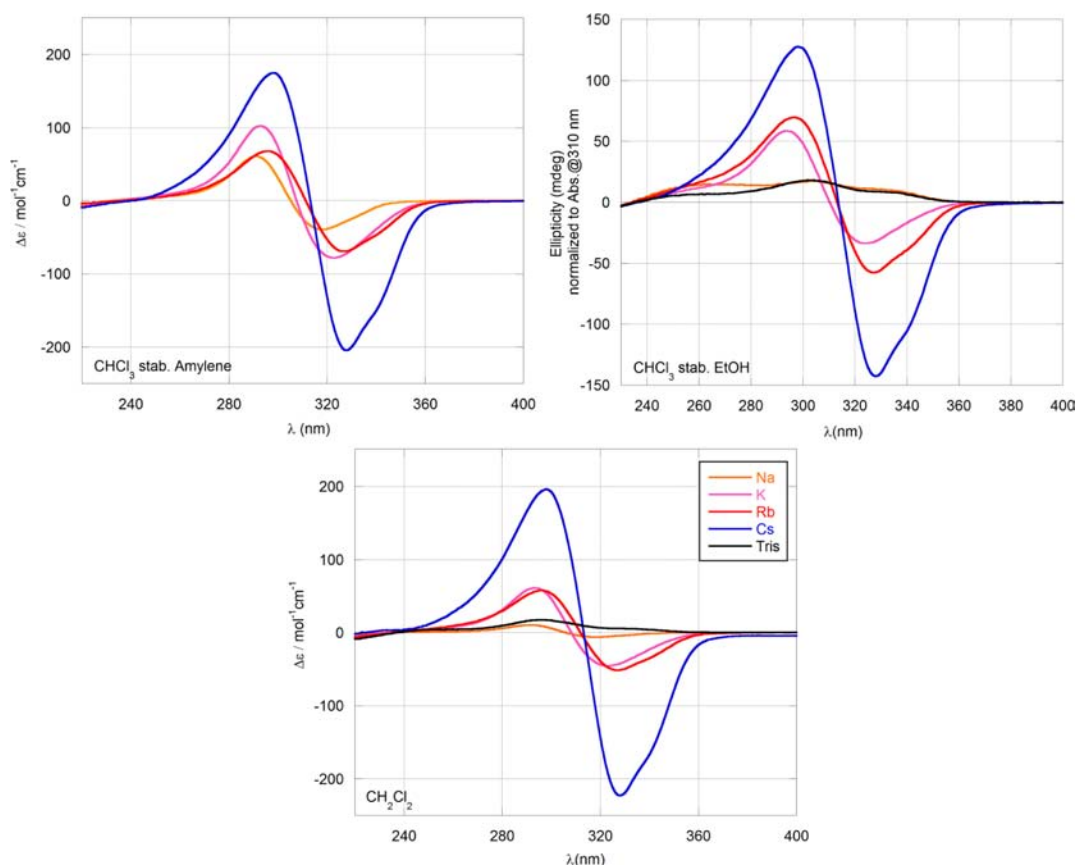 200
100
0
-100
-200
Δε / mol⁻¹cm⁻¹
CHCl₃ stab. Amylene
240 280 320 360 400
λ (nm)
150
100
50
0
-50
-100
-150
Ellipticity (mdeg)
normalized to Abs.@310 nm
CHCl₃ stab. EtOH
240 260 280 300 320 340 360 380 400
λ(nm)
200
100
0
-100
-200
Δε / mol⁻¹cm⁻¹
Na
K
Rb
Cs
Tris
CH₂Cl₂
240 280 320 360 400
λ(nm)